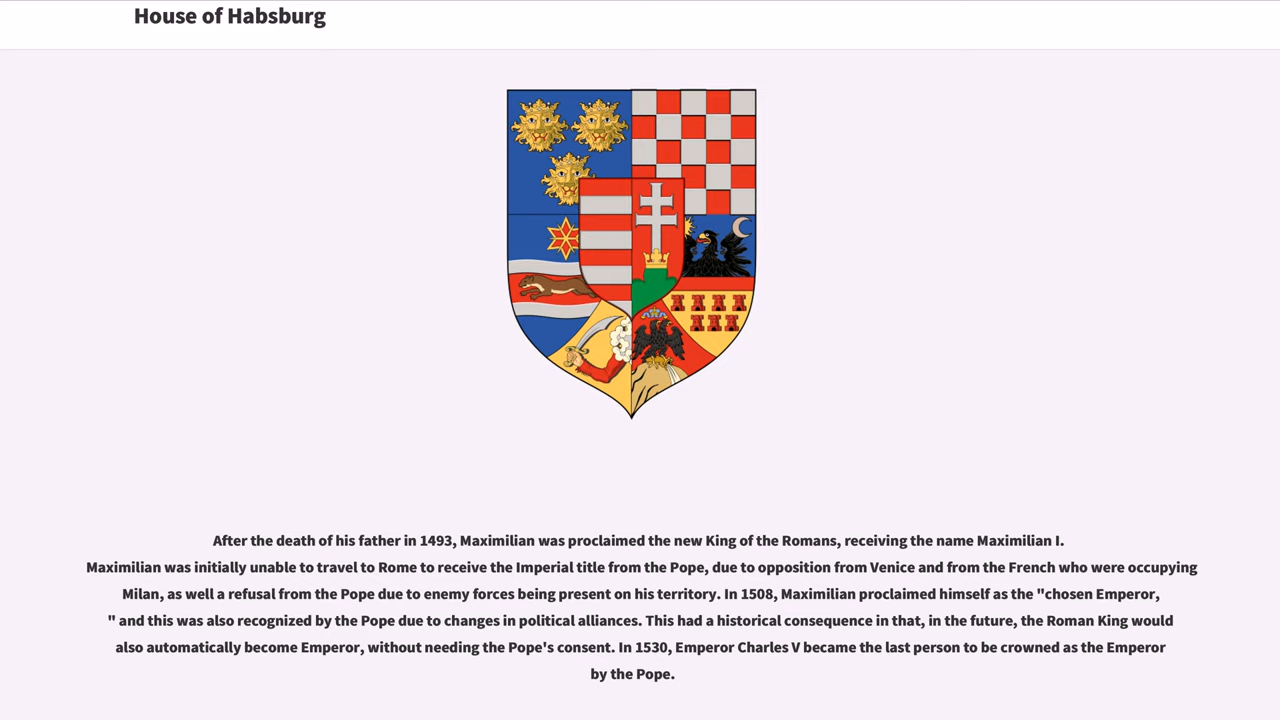 House of Habsburg
After the death of his father in 1493, Maximilian was proclaimed the new King of the Romans, receiving the name Maximilian I.
Maximilian was initially unable to travel to Rome to receive the Imperial title from the Pope, due to opposition from Venice and from the French who were occupying
Milan, as well a refusal from the Pope due to enemy forces being present on his territory. In 1508, Maximilian proclaimed himself as the "chosen Emperor,
" and this was also recognized by the Pope due to changes in political alliances. This had a historical consequence in that, in the future, the Roman King would
also automatically become Emperor, without needing the Pope's consent. In 1530, Emperor Charles V became the last person to be crowned as the Emperor
by the Pope.